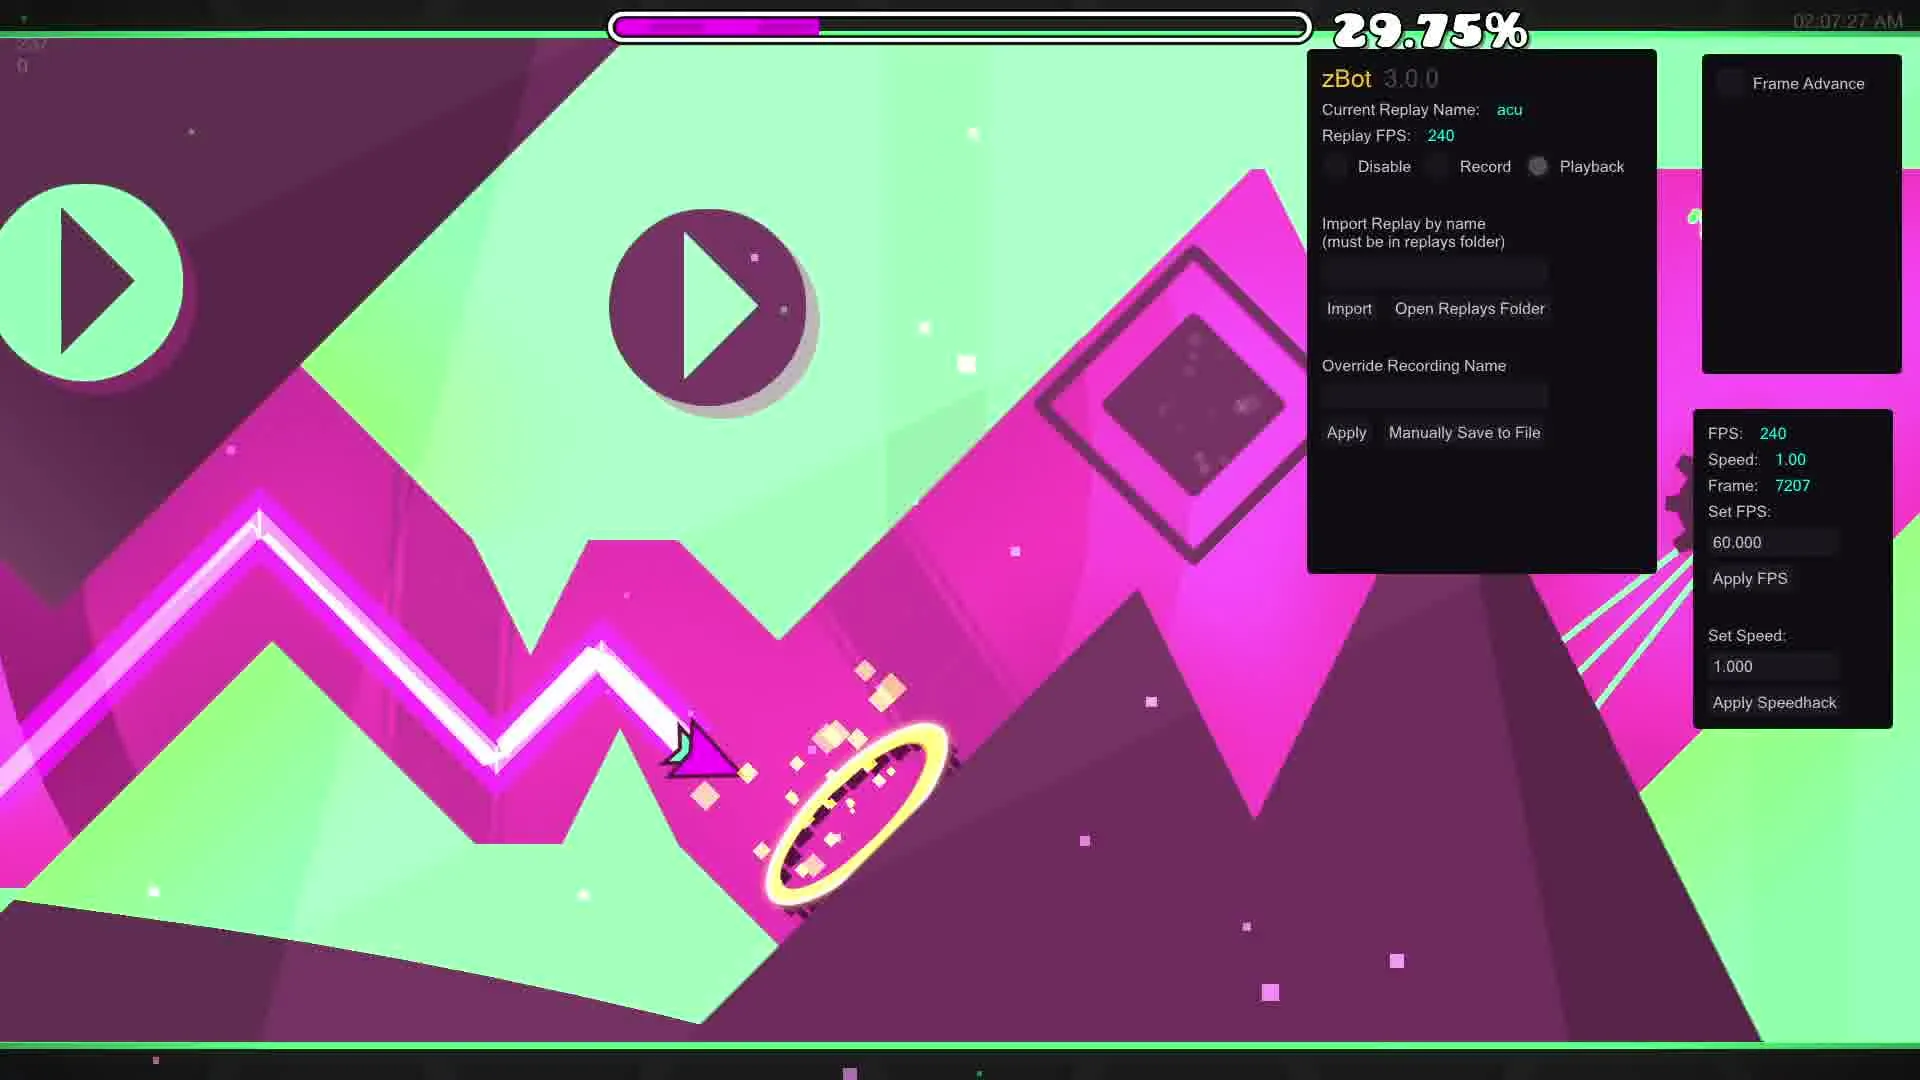 29.75%
02:07:27 AM
237
0
zBot 3.0.0
Current Replay Name: acu
Replay FPS: 240
Disable Record Playback
Import Replay by name
(must be in replays folder)
Import Open Replays Folder
Override Recording Name
Apply Manually Save to File
Frame Advance
FPS: 240
Speed: 1.00
Frame: 7207
Set FPS:
60.000
Apply FPS
Set Speed:
1.000
Apply Speedhack